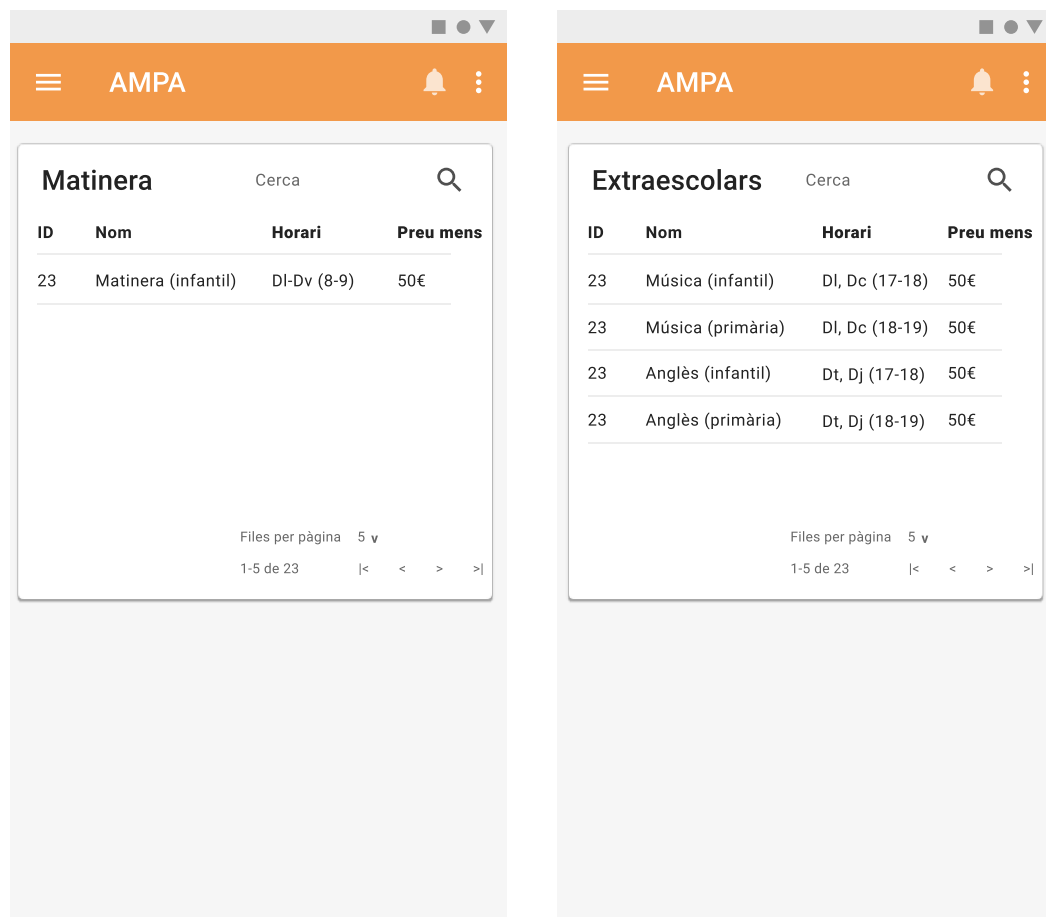 AMPA
Matinera Cerca
ID Nom Horari Preu mens
23 Matinera (infantil) Dl-Dv (8-9) 50€
Files per pàgina 5 v
1-5 de 23 |< < > >|
AMPA
Extraescolars Cerca
ID Nom Horari Preu mens
23 Música (infantil) Dl, Dc (17-18) 50€
23 Música (primària) Dl, Dc (18-19) 50€
23 Anglès (infantil) Dt, Dj (17-18) 50€
23 Anglès (primària) Dt, Dj (18-19) 50€
Files per pàgina 5 v
1-5 de 23 |< < > >|